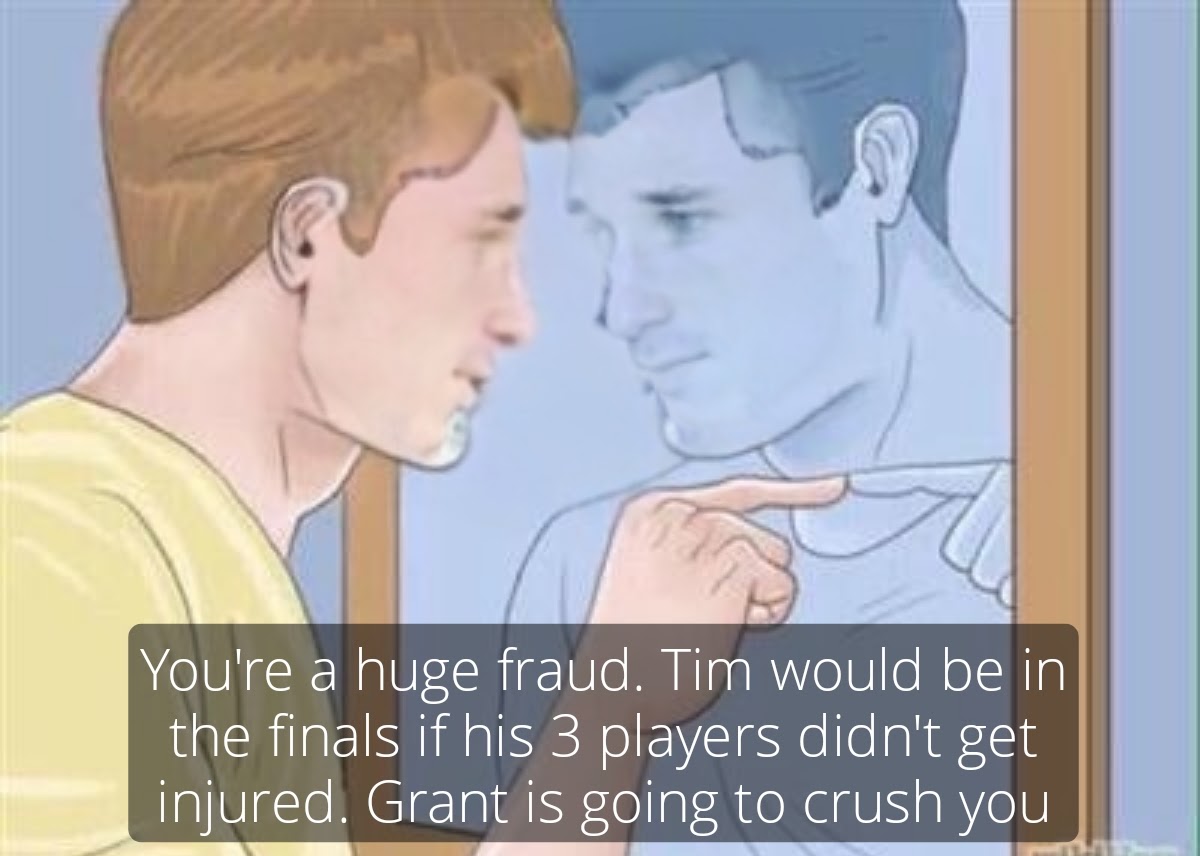 You're a huge fraud. Tim would be in
the finals if his 3 players didn't get
injured. Grant is going to crush you